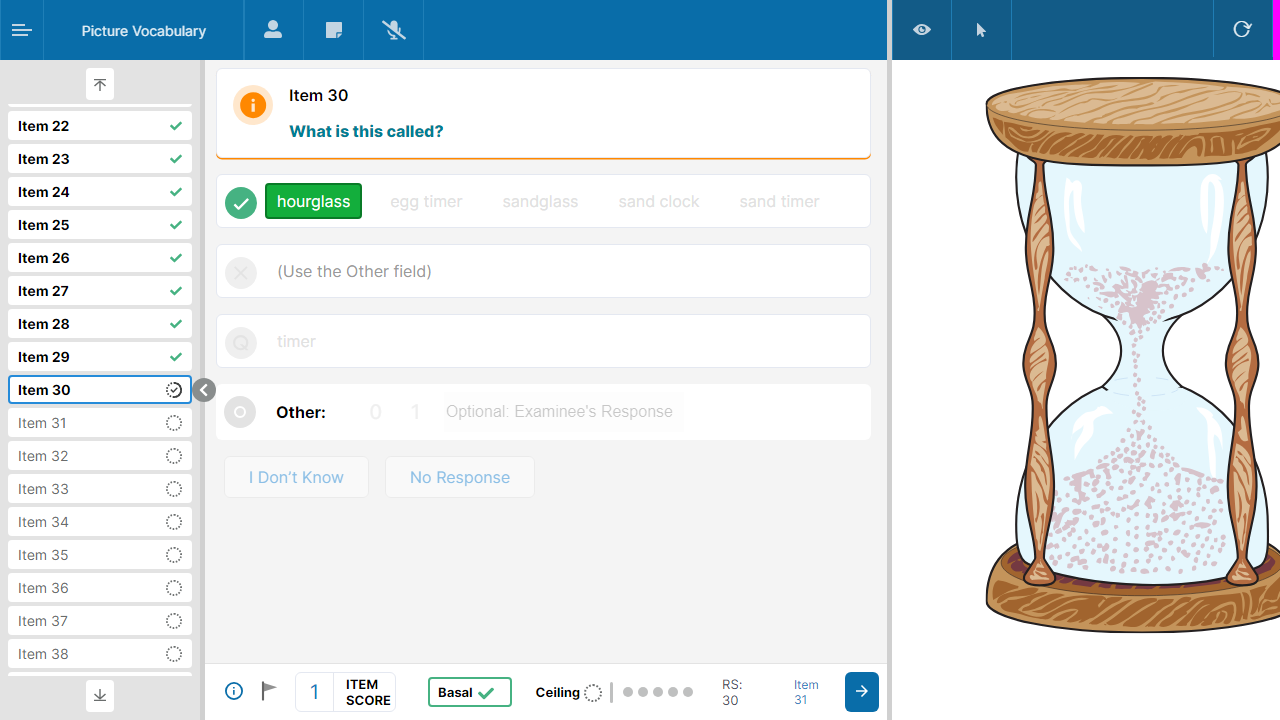 Picture Vocabulary
Item 22
Item 23
Item 24
Item 25
Item 26
Item 27
Item 28
Item 29
Item 30
Item 31
Item 32
Item 33
Item 34
Item 35
Item 36
Item 37
Item 38
Item 30
What is this called?
hourglass egg timer sandglass sand clock sand timer
(Use the Other field)
timer
Other: 0 1 Optional: Examinee's Response
I Don't Know No Response
1 ITEM SCORE
Basal
Ceiling
RS: 30
Item 31